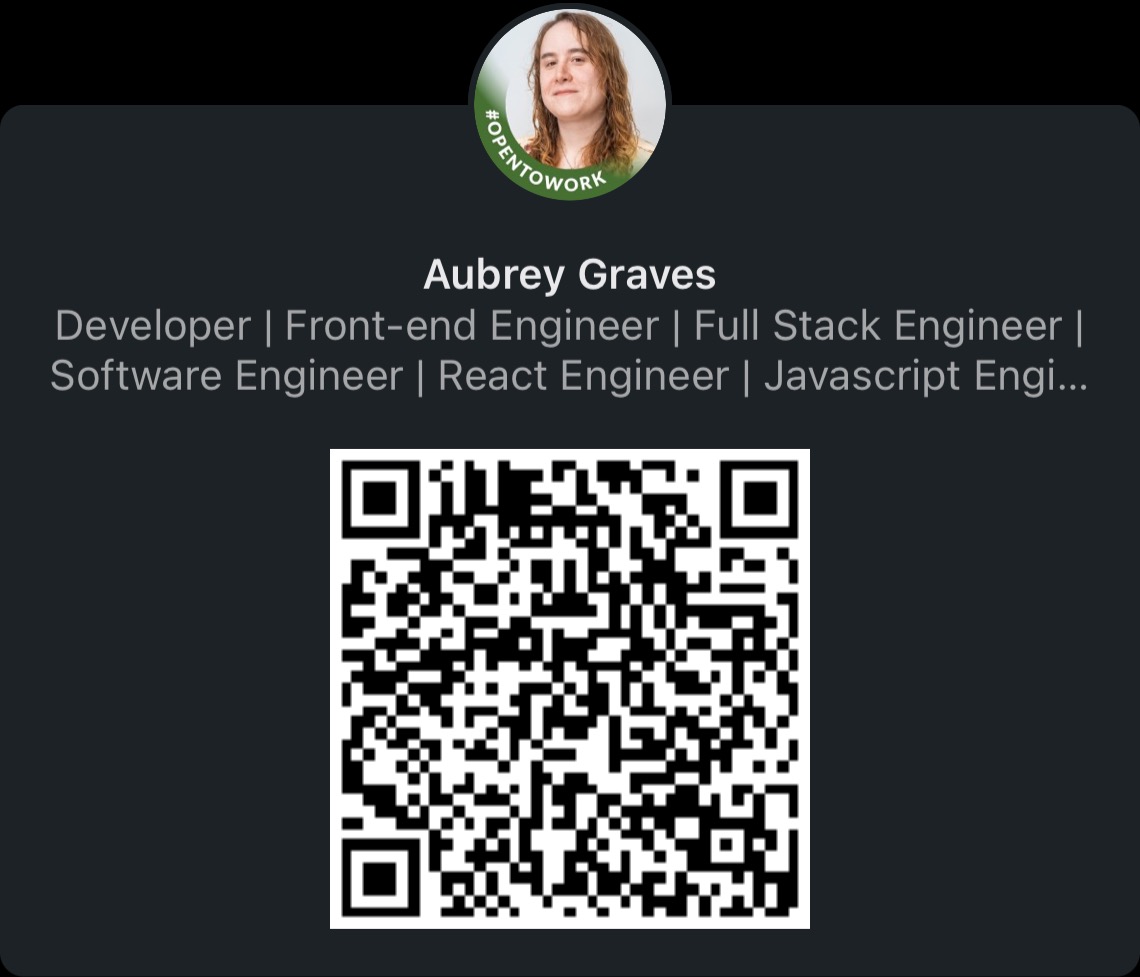 #OPENTOWORK
Aubrey Graves
Developer | Front-end Engineer | Full Stack Engineer |
Software Engineer | React Engineer | Javascript Engi...